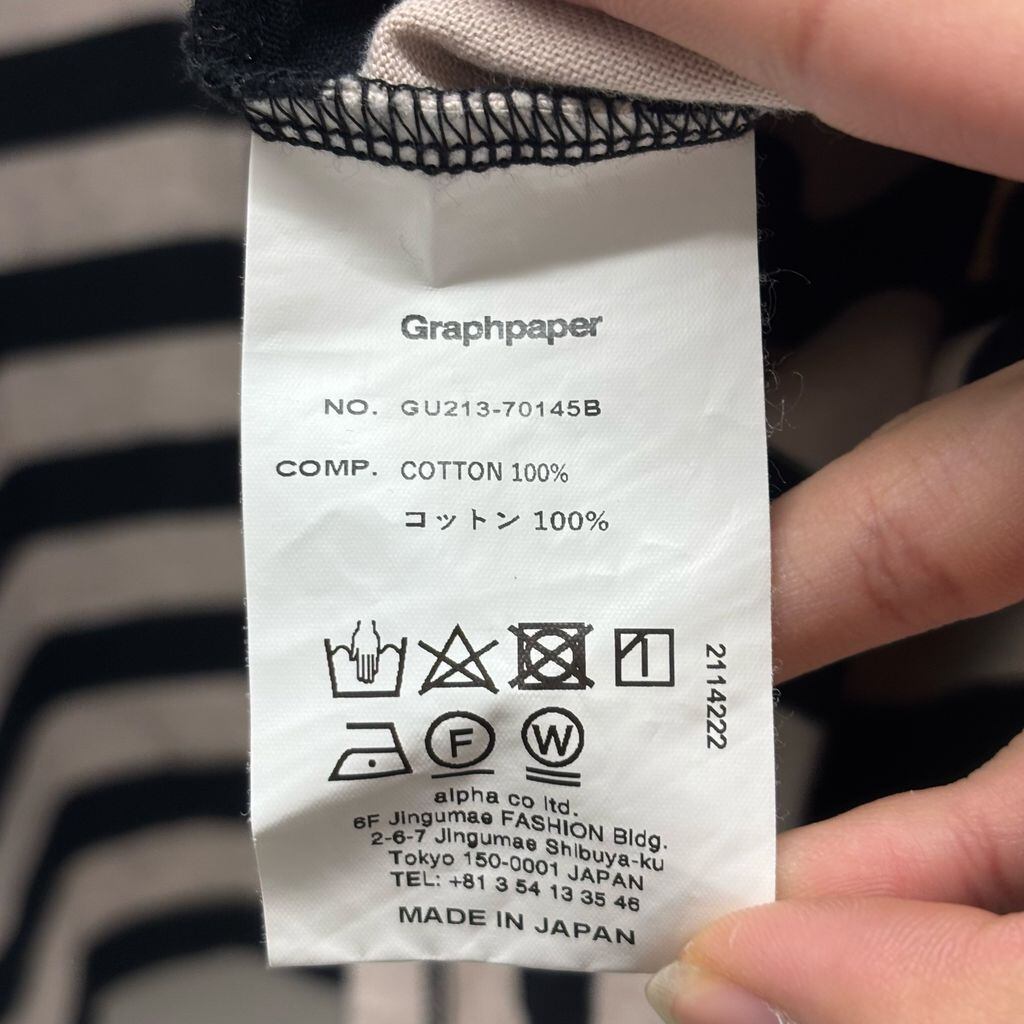 Graphpaper
NO. GU213-70145B
COMP. COTTON 100%
コットン 100%
2114222
F W
alpha co ltd.
6F Jingumae FASHION Bldg.
2-6-7 Jingumae Shibuya-ku
Tokyo 150-0001 JAPAN
TEL: +81 3 54 13 35 46
MADE IN JAPAN